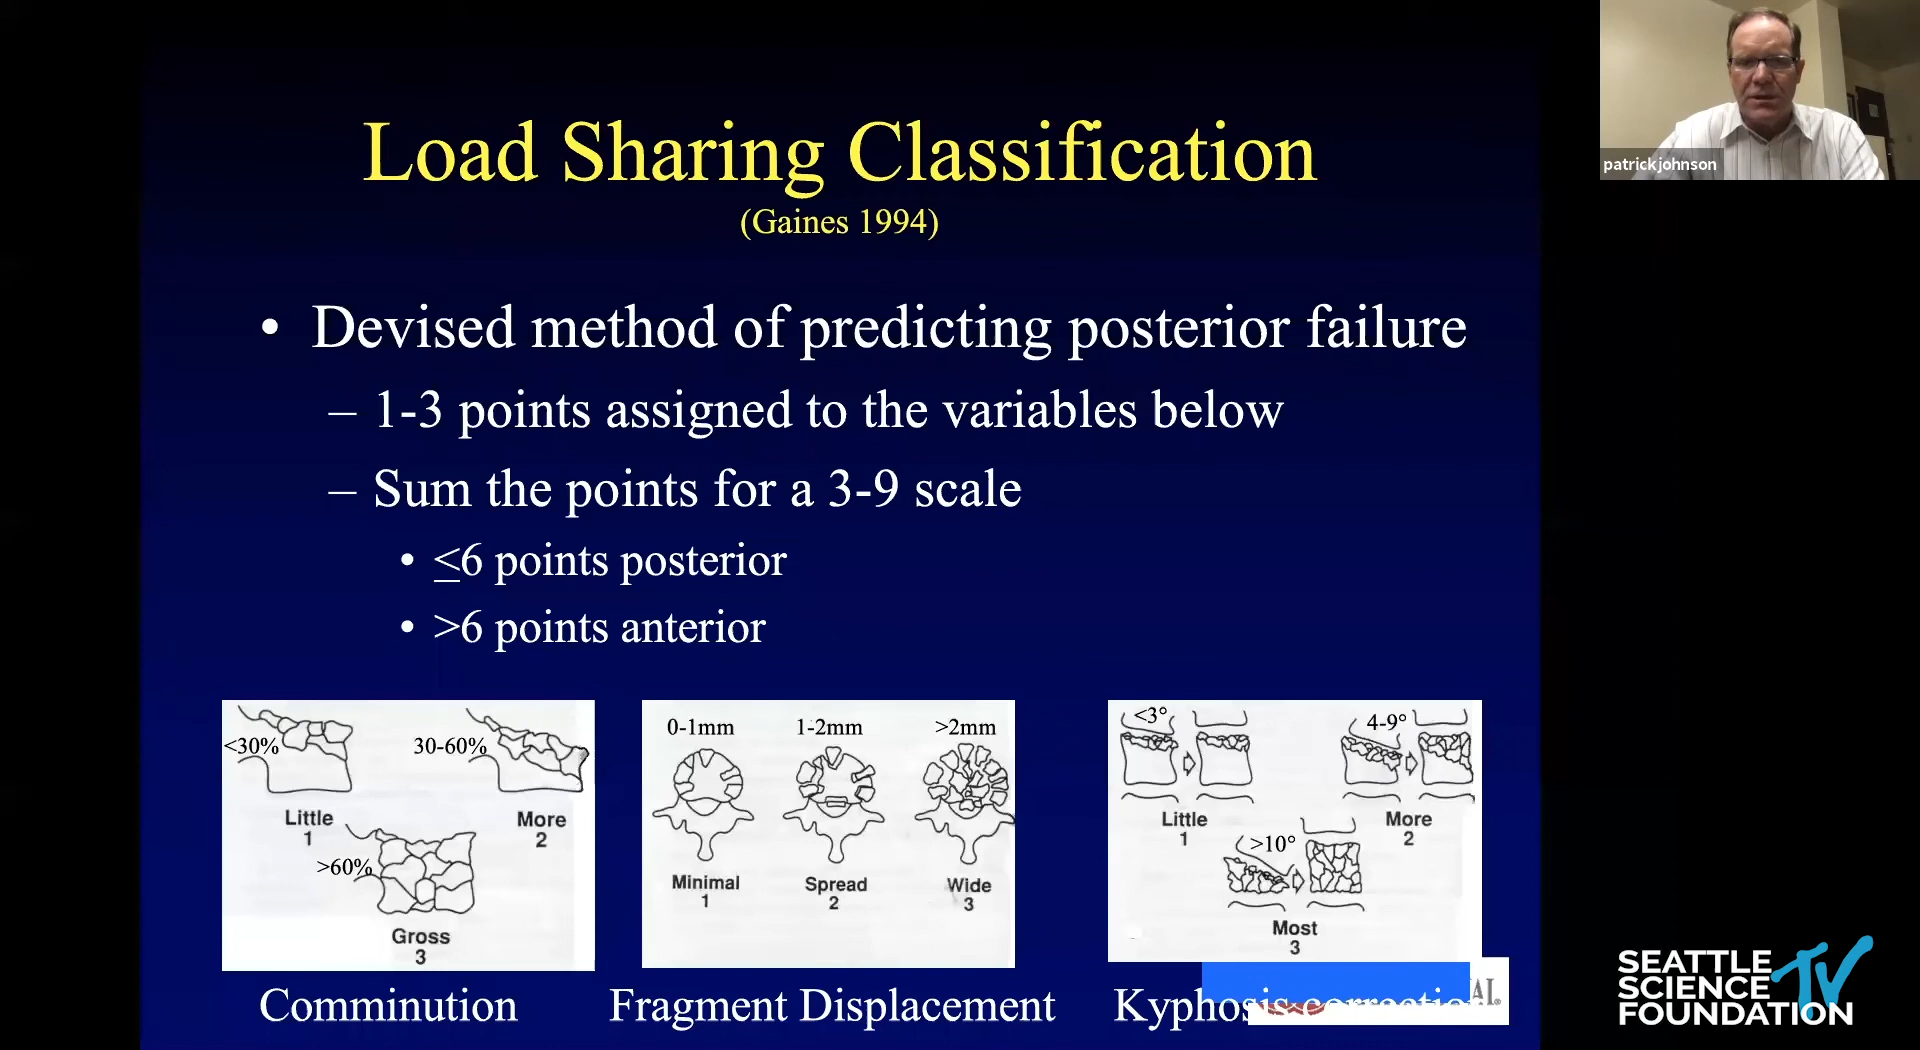 patrickjohnson
Load Sharing Classification
(Gaines 1994)
• Devised method of predicting posterior failure
– 1-3 points assigned to the variables below
– Sum the points for a 3-9 scale
• ≤6 points posterior
• >6 points anterior
<30%
30-60%
Little
1
More
2
>60%
Gross
3
Comminution
0-1mm
1-2mm
>2mm
Minimal
1
Spread
2
Wide
3
Fragment Displacement
<3°
4-9°
Little
1
More
2
>10°
Most
3
Kyphosis correction
SEATTLE
SCIENCE TV
FOUNDATION